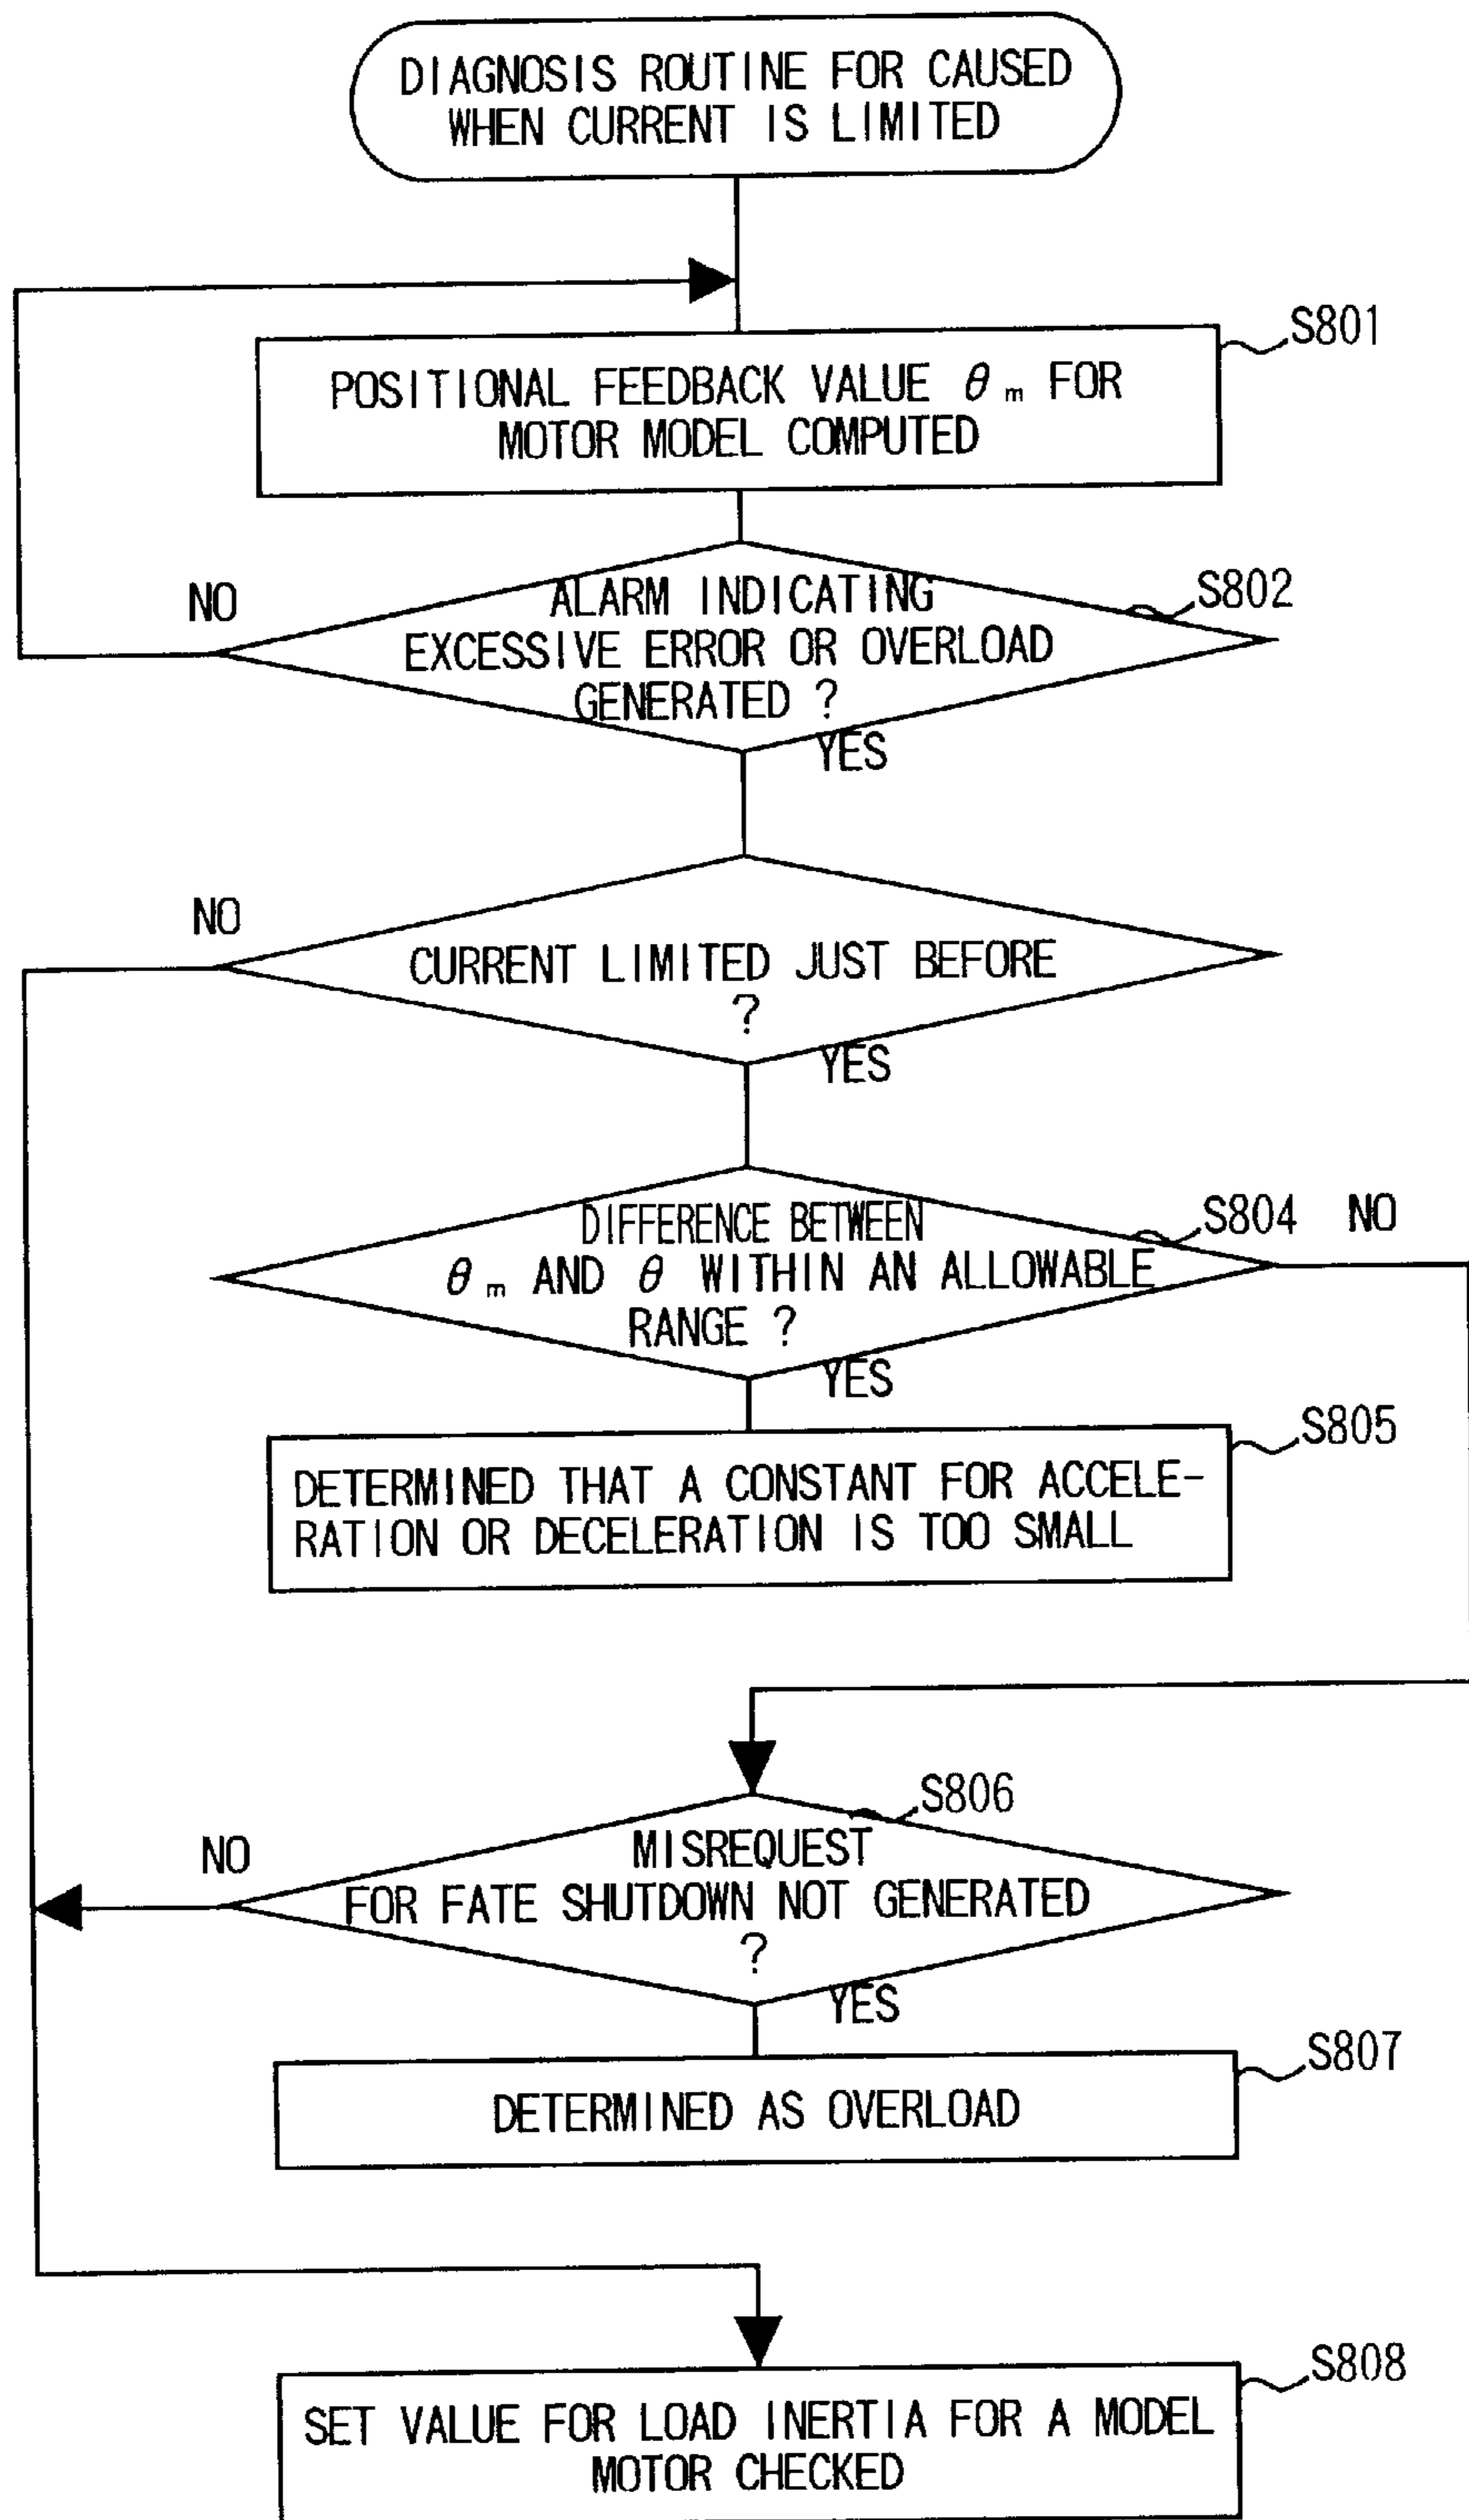 DIAGNOSIS ROUTINE FOR CAUSED
WHEN CURRENT IS LIMITED
S801
POSITIONAL FEEDBACK VALUE θm FOR
MOTOR MODEL COMPUTED
NO
S802
ALARM INDICATING
EXCESSIVE ERROR OR OVERLOAD
GENERATED ?
YES
NO
CURRENT LIMITED JUST BEFORE
?
YES
S804
NO
DIFFERENCE BETWEEN
θm AND θ WITHIN AN ALLOWABLE
RANGE ?
YES
S805
DETERMINED THAT A CONSTANT FOR ACCELE-
RATION OR DECELERATION IS TOO SMALL
S806
NO
MISREQUEST
FOR FATE SHUTDOWN NOT GENERATED
?
YES
S807
DETERMINED AS OVERLOAD
S808
SET VALUE FOR LOAD INERTIA FOR A MODEL
MOTOR CHECKED